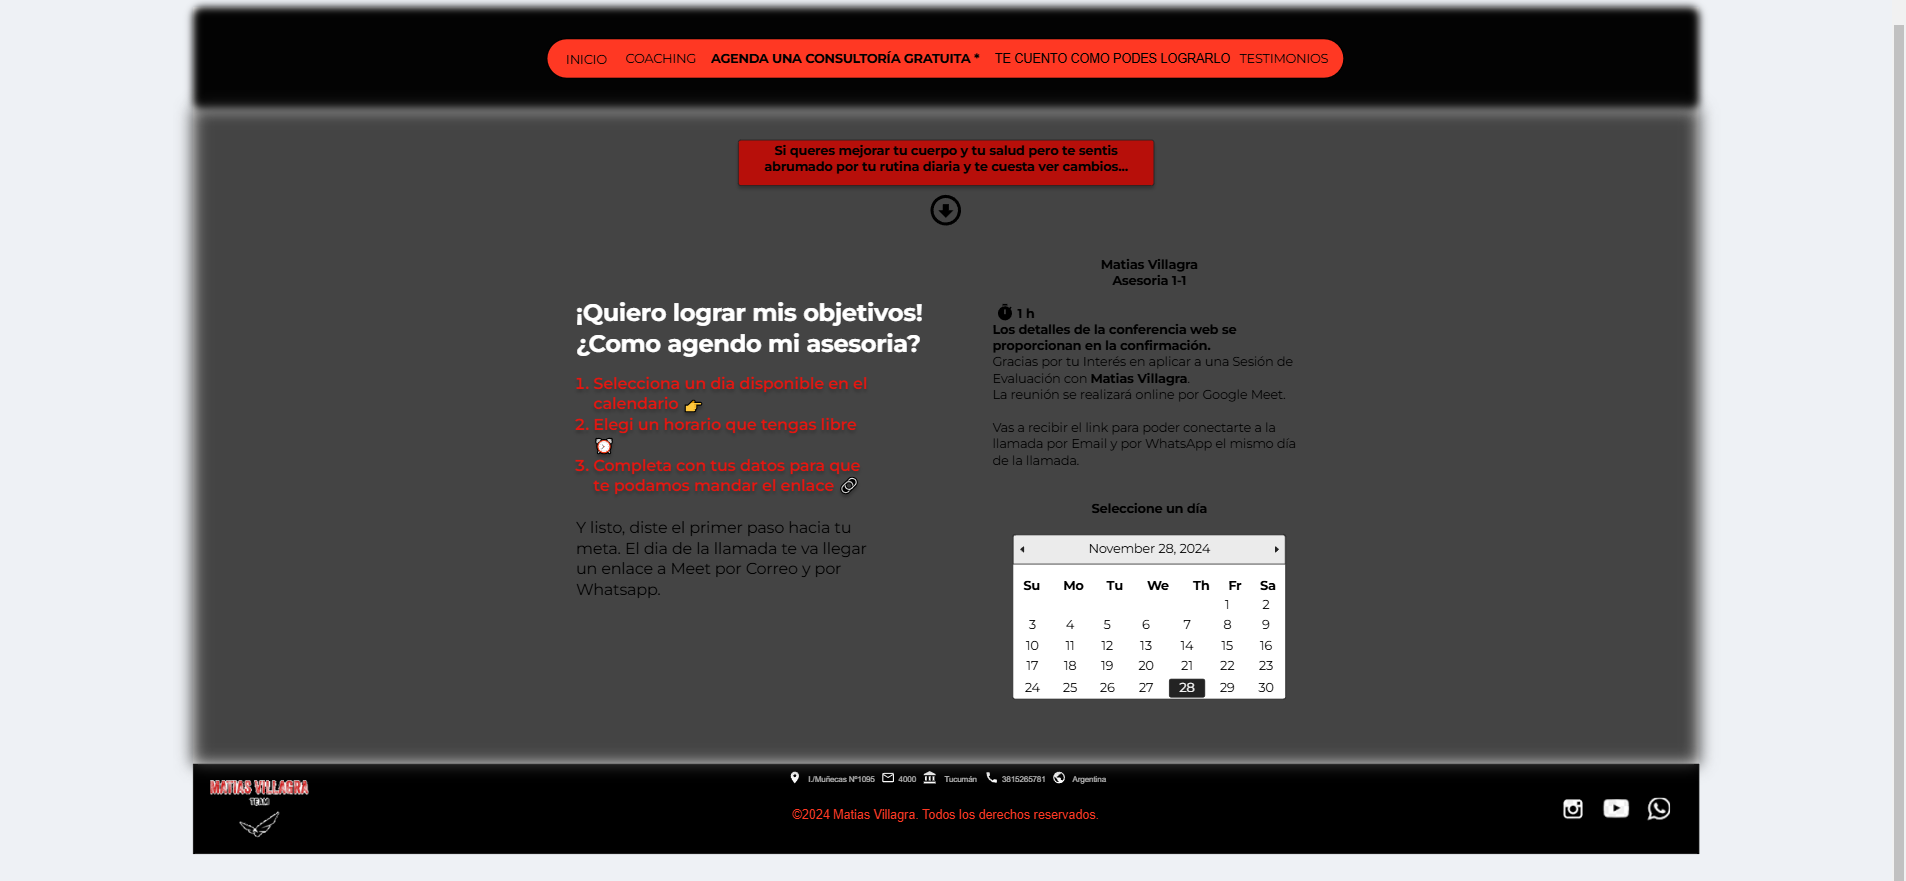 INICIO COACHING AGENDA UNA CONSULTORÍA GRATUITA * TE CUENTO COMO PODES LOGRARLO TESTIMONIOS
Si queres mejorar tu cuerpo y tu salud pero te sentis
abrumado por tu rutina diaria y te cuesta ver cambios...
¡Quiero lograr mis objetivos!
¿Como agendo mi asesoria?
1. Selecciona un dia disponible en el
calendario 👉
2. Elegi un horario que tengas libre
⏰
3. Completa con tus datos para que
te podamos mandar el enlace 🔗
Y listo, diste el primer paso hacia tu
meta. El dia de la llamada te va llegar
un enlace a Meet por Correo y por
Whatsapp.
Matias Villagra
Asesoria 1-1
1 h
Los detalles de la conferencia web se
proporcionan en la confirmación.
Gracias por tu Interés en aplicar a una Sesión de
Evaluación con Matias Villagra.
La reunión se realizará online por Google Meet.
Vas a recibir el link para poder conectarte a la
llamada por Email y por WhatsApp el mismo día
de la llamada.
Seleccione un día
November 28, 2024
Su Mo Tu We Th Fr Sa
1 2
3 4 5 6 7 8 9
10 11 12 13 14 15 16
17 18 19 20 21 22 23
24 25 26 27 28 29 30
MATIAS VILLAGRA
TEAM
I./Muñecas Nº1095 4000 Tucumán 3815265781 Argentina
©2024 Matias Villagra. Todos los derechos reservados.